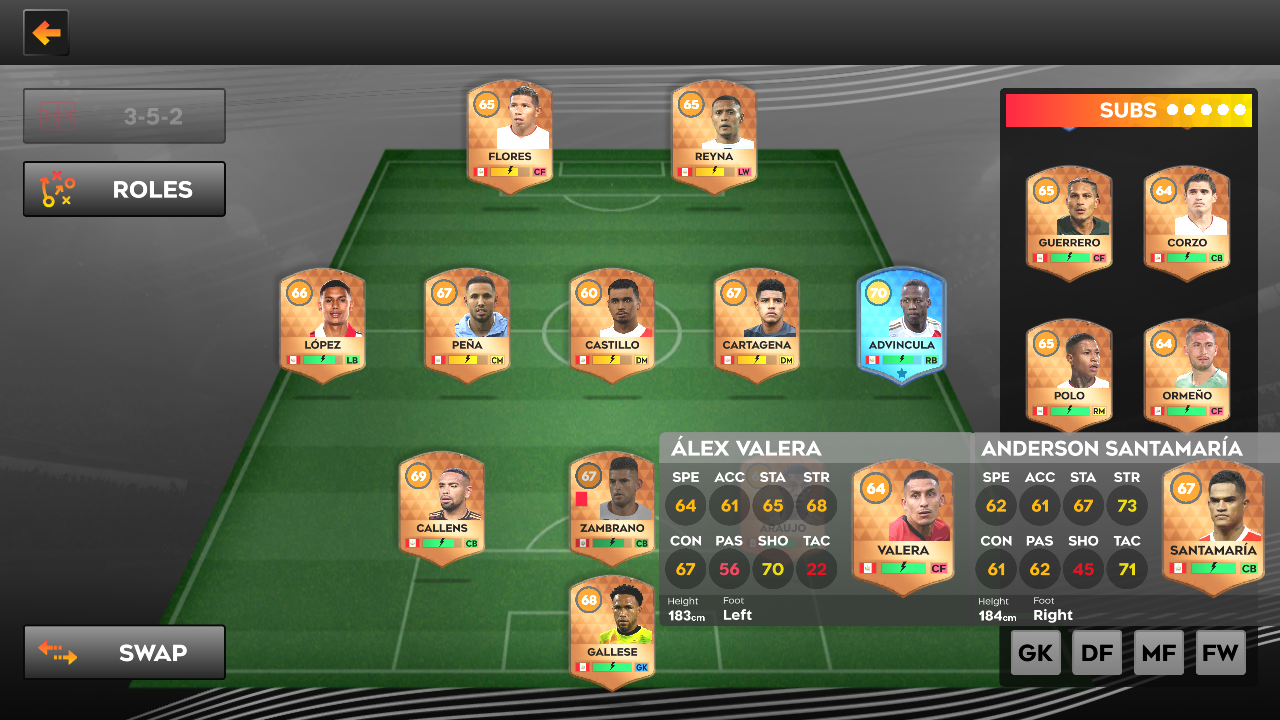 3-5-2
ROLES
SUBS
65
FLORES
CF
65
REYNA
LW
65
GUERRERO
CF
64
CORZO
CB
66
LÓPEZ
LB
67
PEÑA
CM
60
CASTILLO
DM
67
CARTAGENA
DM
70
ADVINCULA
RB
65
POLO
RM
64
ORMEÑO
CF
69
CALLENS
CB
67
ZAMBRANO
CB
ARAUJO
68
GALLESE
GK
ÁLEX VALERA
SPE ACC STA STR
64 61 65 68
CON PAS SHO TAC
67 56 70 22
Height Foot
183cm Left
64
VALERA
CF
ANDERSON SANTAMARÍA
SPE ACC STA STR
62 61 67 73
CON PAS SHO TAC
61 62 45 71
Height Foot
184cm Right
67
SANTAMARÍA
CB
SWAP
GK DF MF FW